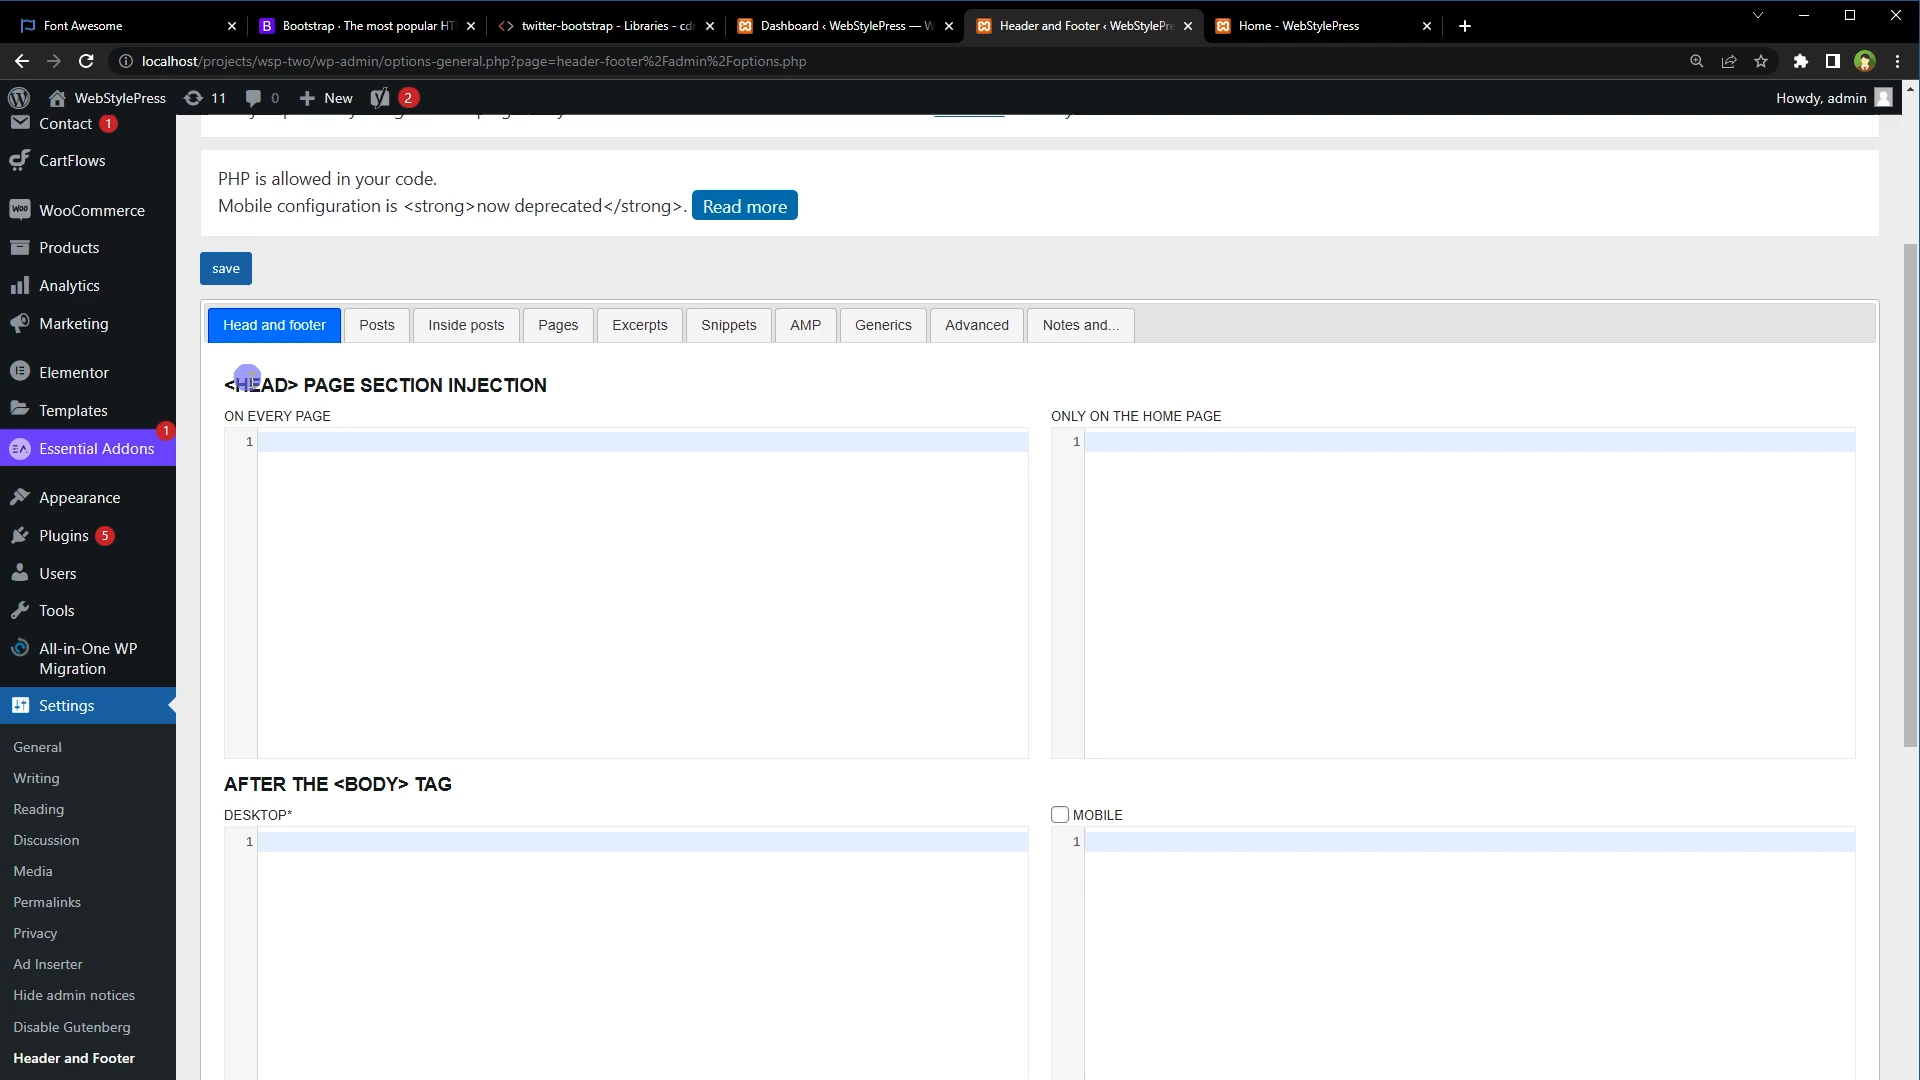 Font Awesome
Bootstrap · The most popular HT
twitter-bootstrap - Libraries - cd
Dashboard ‹ WebStylePress — W
Header and Footer ‹ WebStylePre
Home - WebStylePress
localhost/projects/wsp-two/wp-admin/options-general.php?page=header-footer%2Fadmin%2Foptions.php
WebStylePress
11
0
New
2
Howdy, admin
Contact 1
CartFlows
WooCommerce
Products
Analytics
Marketing
Elementor
Templates
1
Essential Addons
Appearance
Plugins 5
Users
Tools
All-in-One WP
Migration
Settings
General
Writing
Reading
Discussion
Media
Permalinks
Privacy
Ad Inserter
Hide admin notices
Disable Gutenberg
Header and Footer
PHP is allowed in your code.
Mobile configuration is <strong>now deprecated</strong>. Read more
save
Head and footer
Posts
Inside posts
Pages
Excerpts
Snippets
AMP
Generics
Advanced
Notes and...
<HEAD> PAGE SECTION INJECTION
ON EVERY PAGE
ONLY ON THE HOME PAGE
1
1
AFTER THE <BODY> TAG
DESKTOP*
MOBILE
1
1